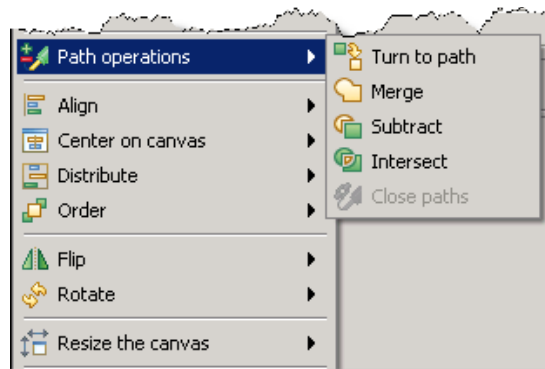 Path operations
Align
Center on canvas
Distribute
Order
Flip
Rotate
Resize the canvas
Turn to path
Merge
Subtract
Intersect
Close paths